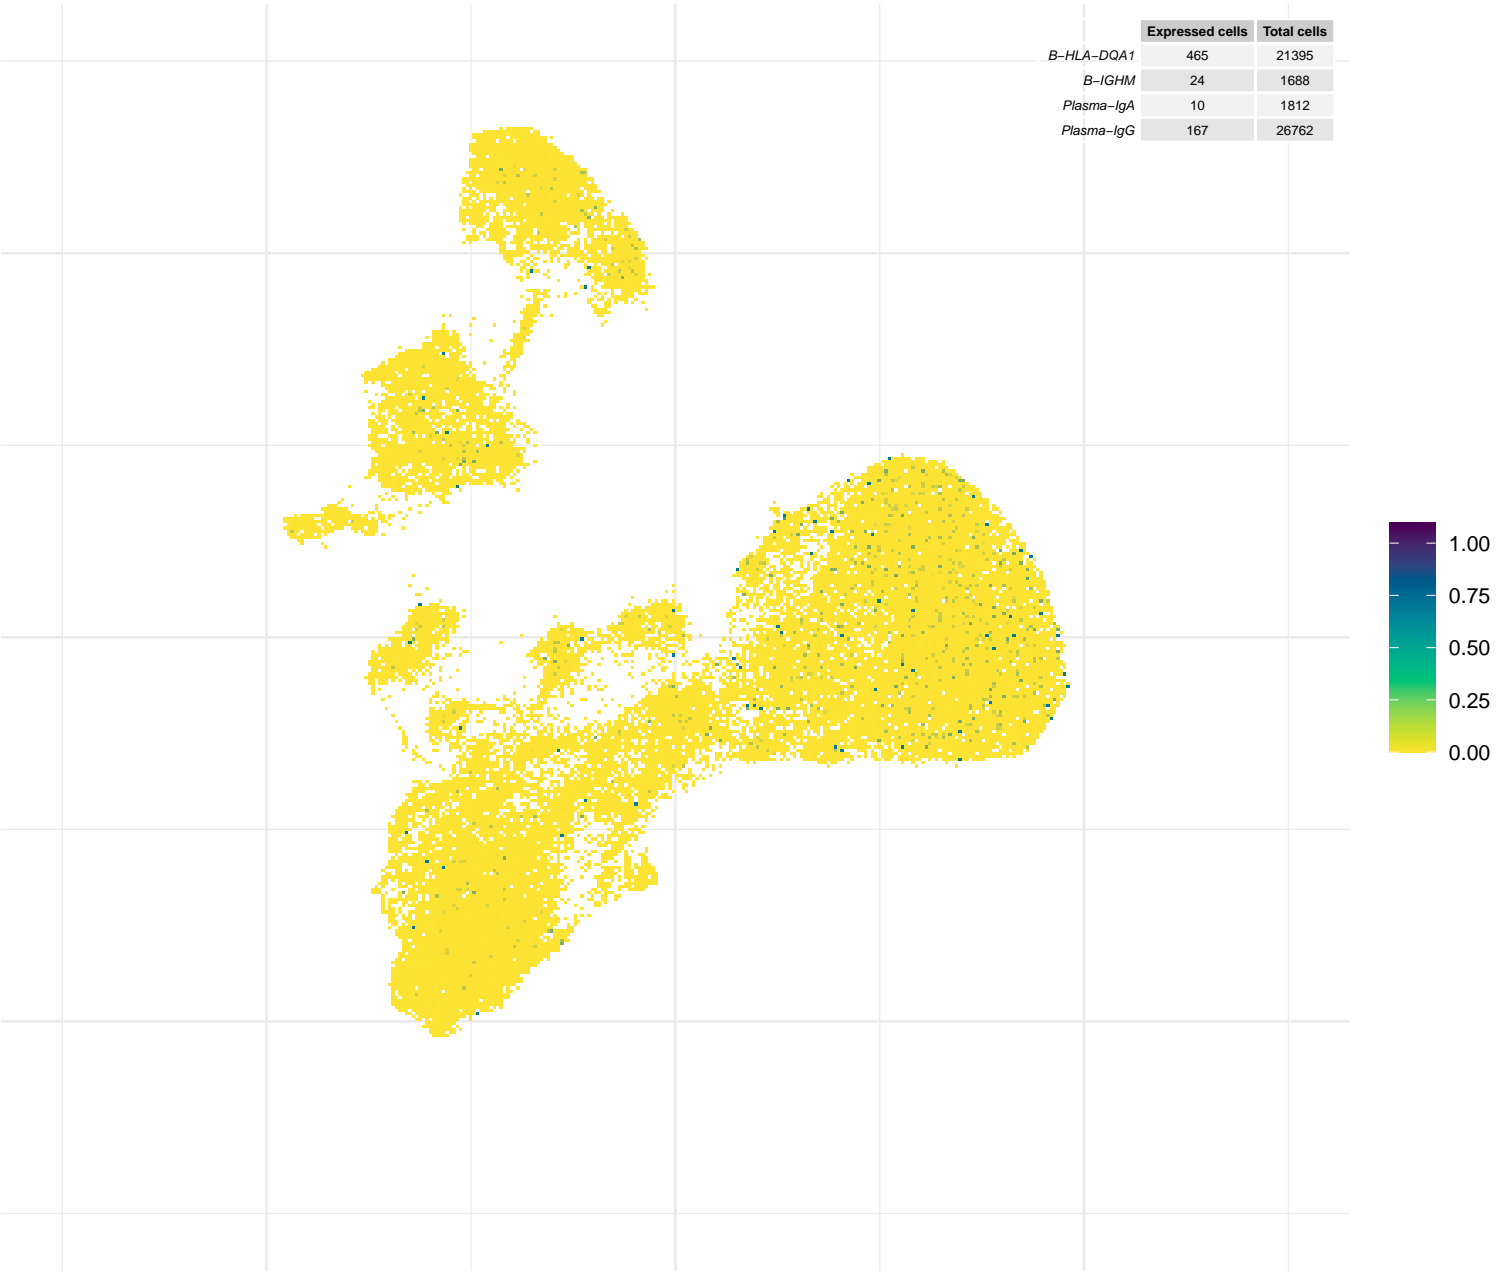 Expressed cells Total cells
B−HLA−DQA1 465 21395
B−IGHM 24 1688
Plasma−IgA 10 1812
Plasma−IgG 167 26762
1.00
0.75
0.50
0.25
0.00